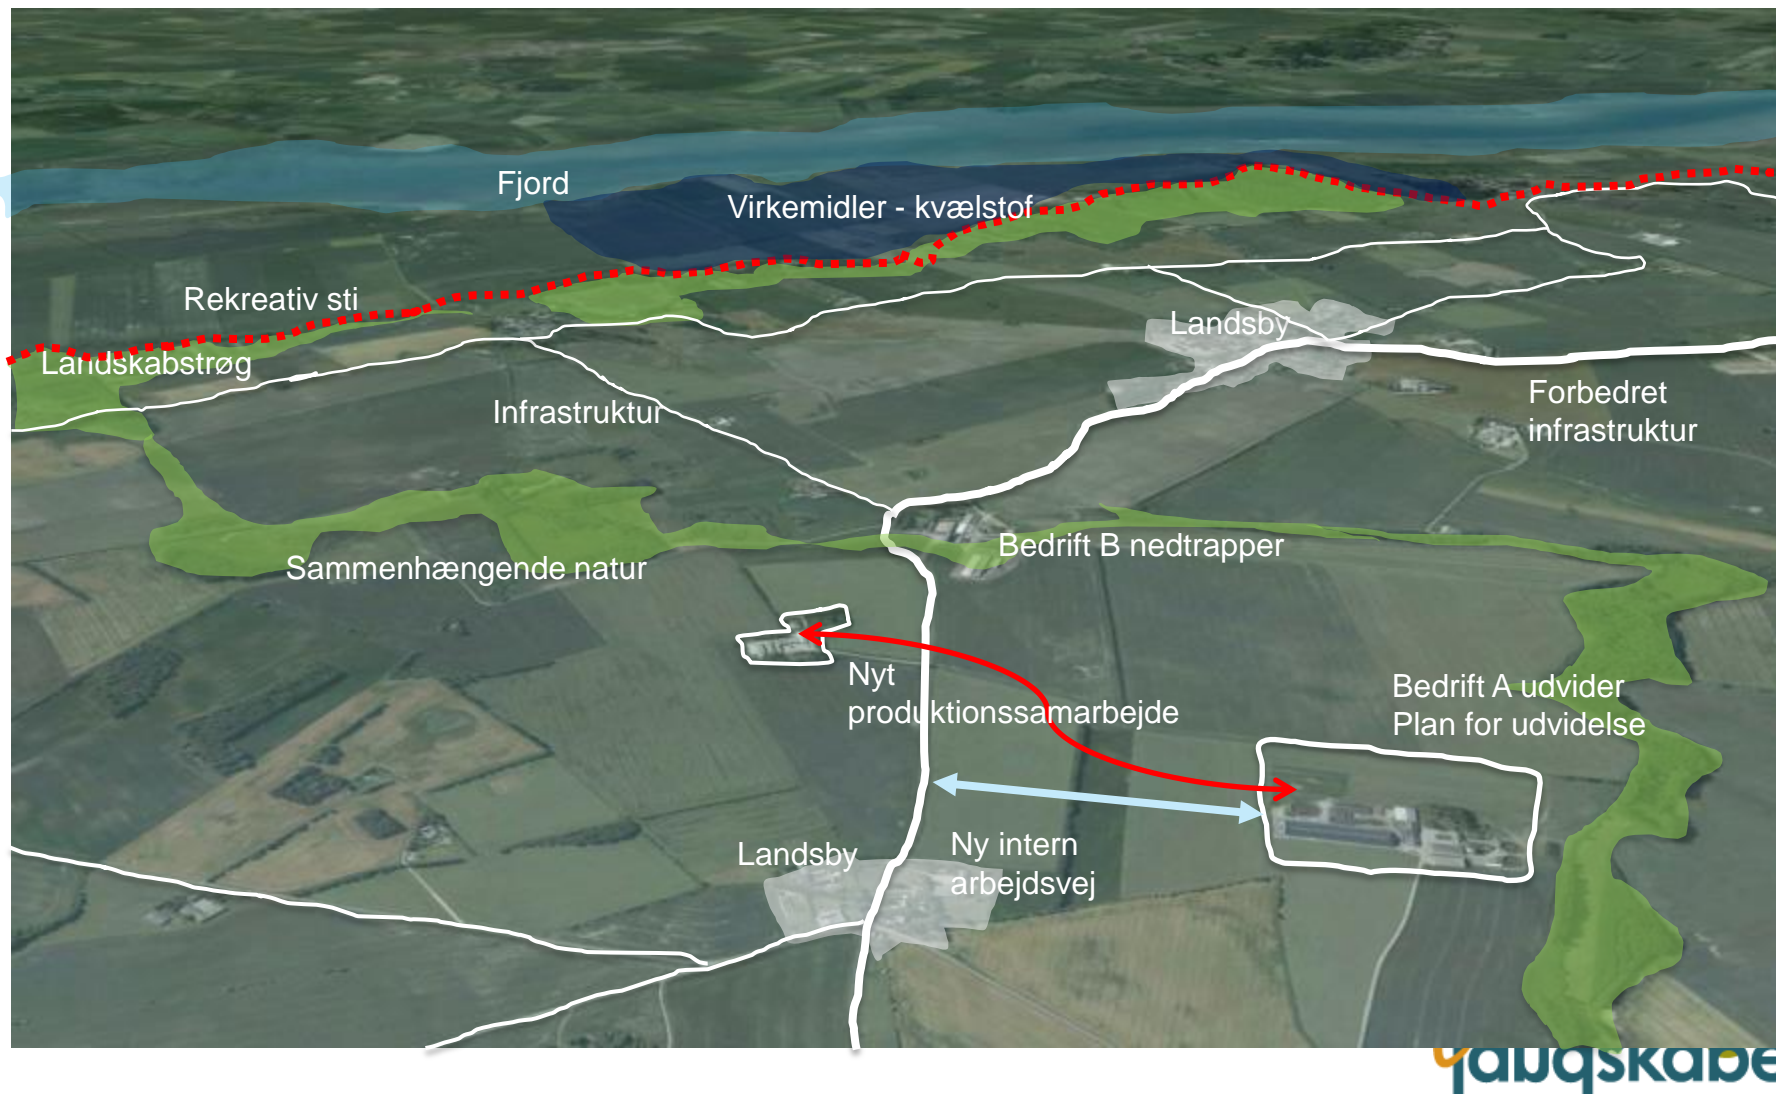 Fjord
Virkemidler - kvælstof
Rekreativ sti
Landsby
Landskabstrøg
Infrastruktur
Forbedret
infrastruktur
Bedrift B nedtrapper
Sammenhængende natur
Nyt
produktionssamarbejde
Bedrift A udvider
Plan for udvidelse
Landsby
Ny intern
arbejdsvej